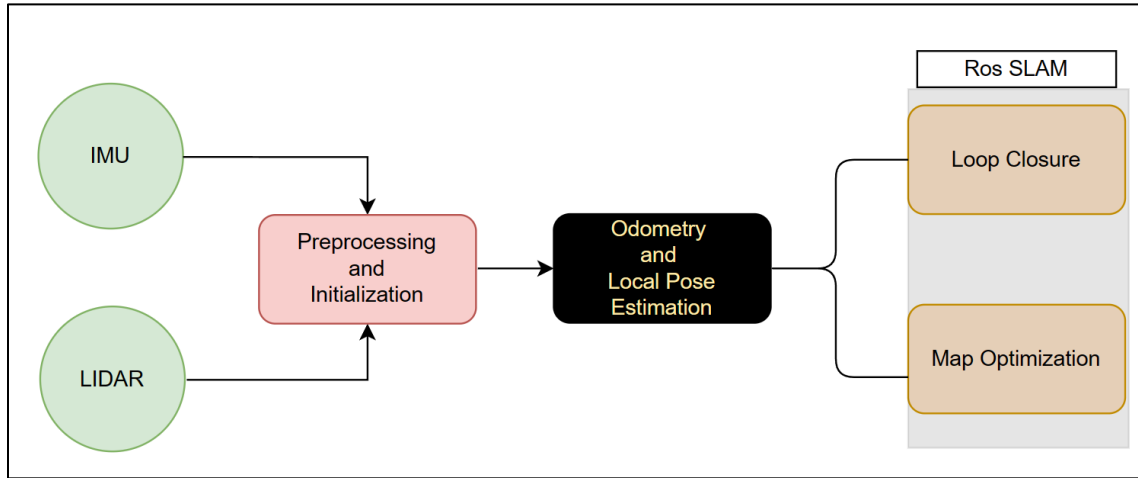 Ros SLAM
IMU
Loop Closure
Preprocessing
and
Initialization
Odometry
and
Local Pose
Estimation
LIDAR
Map Optimization